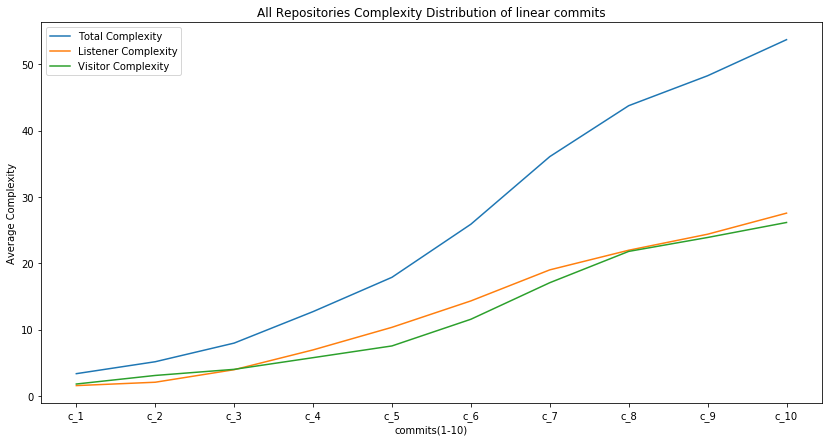 All Repositories Complexity Distribution of linear commits
Total Complexity
Listener Complexity
Visitor Complexity
Average Complexity
50
40
30
20
10
0
c_1 c_2 c_3 c_4 c_5 c_6 c_7 c_8 c_9 c_10
commits(1-10)